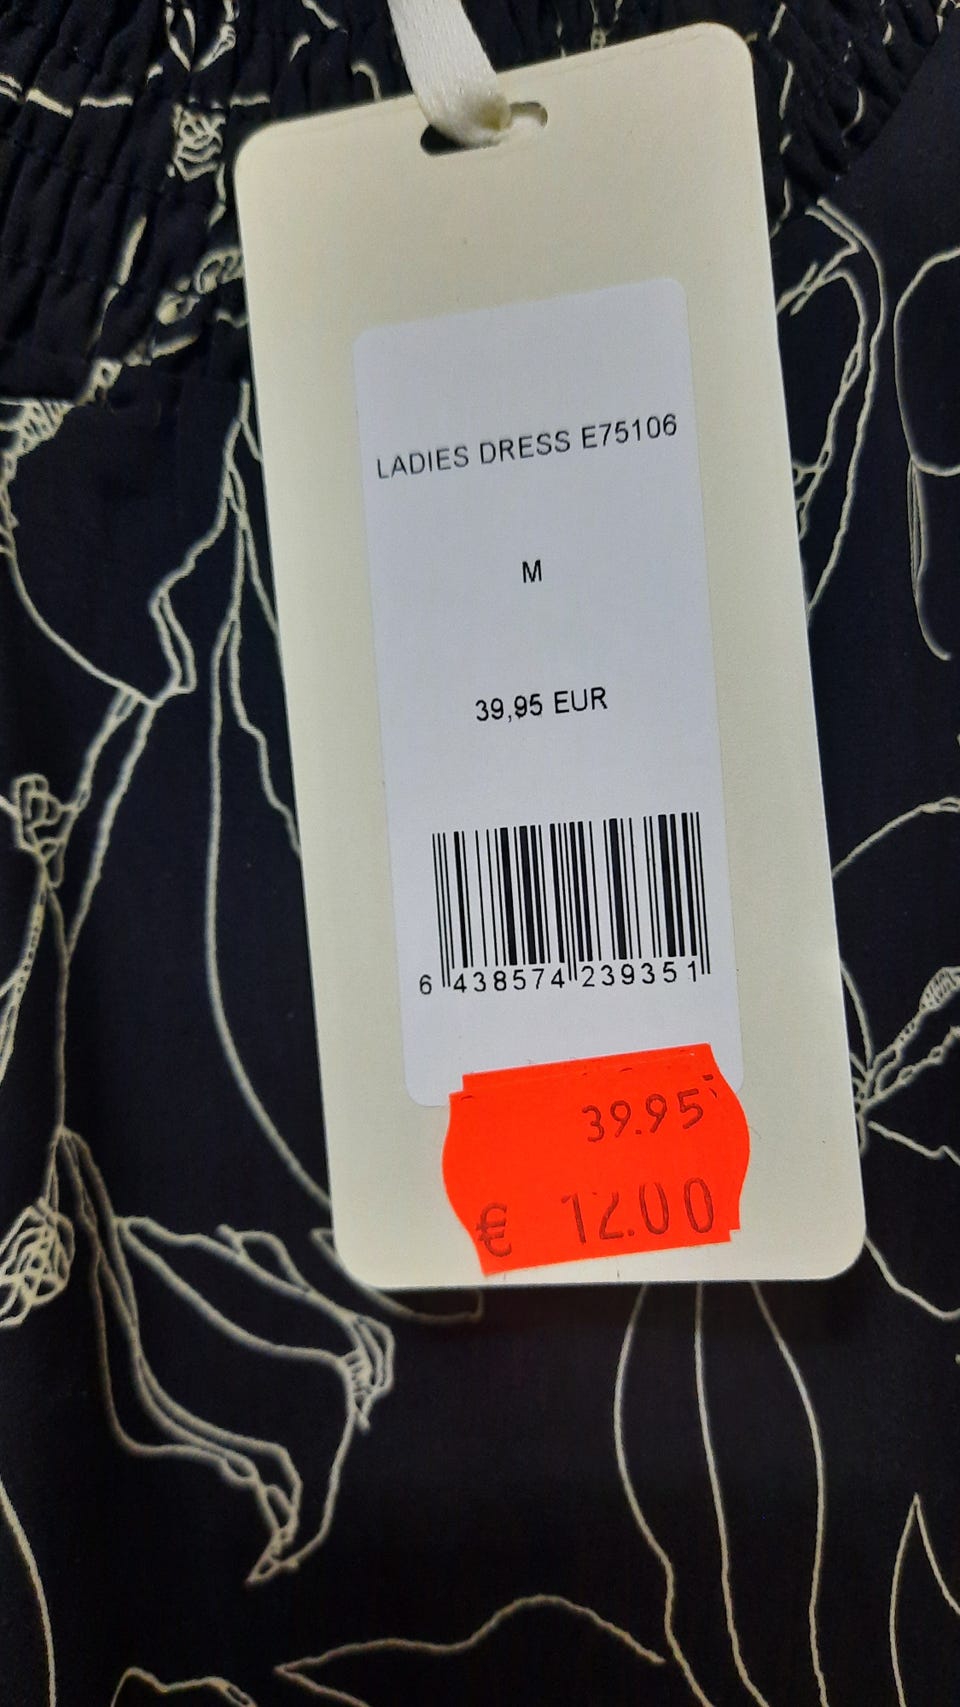 LADIES DRESS E75106
M
39,95 EUR
6 438574 239351
39.95
€ 12.00